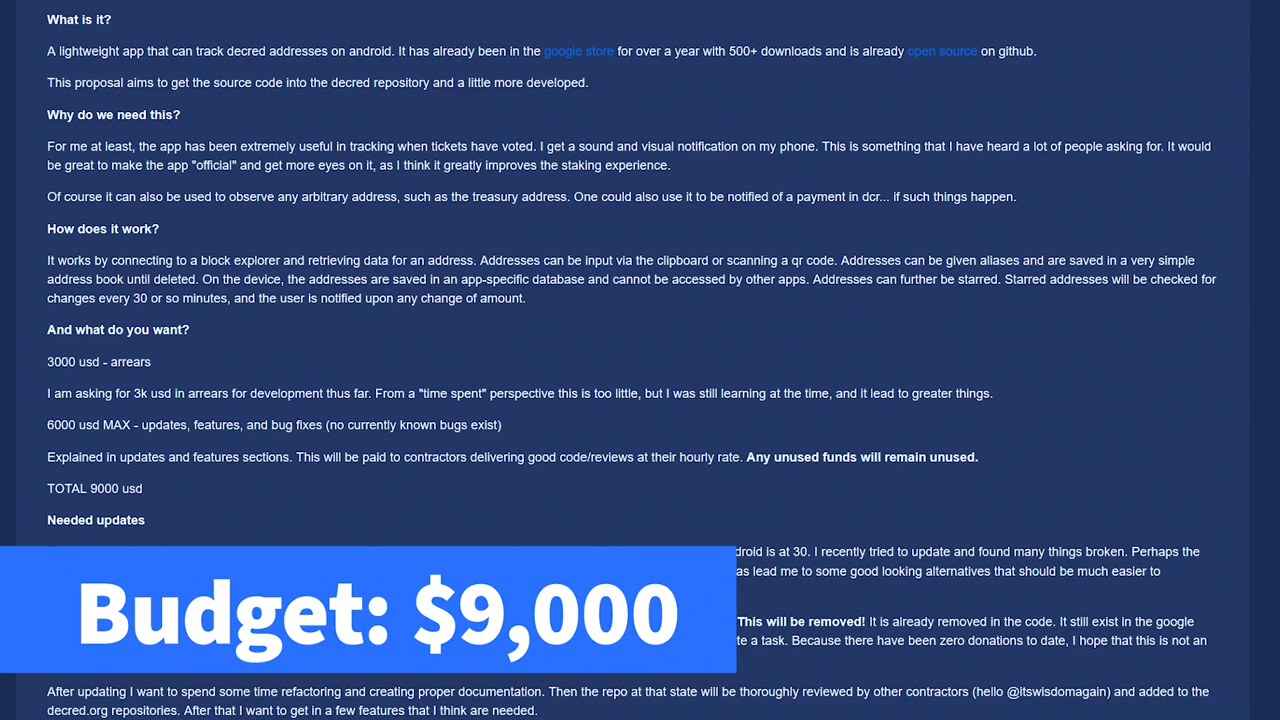 What is it?
A lightweight app that can track decred addresses on android. It has already been in the google store for over a year with 500+ downloads and is already open source on github.
This proposal aims to get the source code into the decred repository and a little more developed.
Why do we need this?
For me at least, the app has been extremely useful in tracking when tickets have voted. I get a sound and visual notification on my phone. This is something that I have heard a lot of people asking for. It would
be great to make the app "official" and get more eyes on it, as I think it greatly improves the staking experience.
Of course it can also be used to observe any arbitrary address, such as the treasury address. One could also use it to be notified of a payment in dcr... if such things happen.
How does it work?
It works by connecting to a block explorer and retrieving data for an address. Addresses can be input via the clipboard or scanning a qr code. Addresses can be given aliases and are saved in a very simple
address book until deleted. On the device, the addresses are saved in an app-specific database and cannot be accessed by other apps. Addresses can further be starred. Starred addresses will be checked for
changes every 30 or so minutes, and the user is notified upon any change of amount.
And what do you want?
3000 usd - arrears
I am asking for 3k usd in arrears for development thus far. From a "time spent" perspective this is too little, but I was still learning at the time, and it lead to greater things.
6000 usd MAX - updates, features, and bug fixes (no currently known bugs exist)
Explained in updates and features sections. This will be paid to contractors delivering good code/reviews at their hourly rate. Any unused funds will remain unused.
TOTAL 9000 usd
Needed updates
droid is at 30. I recently tried to update and found many things broken. Perhaps the
as lead me to some good looking alternatives that should be much easier to
This will be removed! It is already removed in the code. It still exist in the google
te a task. Because there have been zero donations to date, I hope that this is not an
Budget: $9,000
After updating I want to spend some time refactoring and creating proper documentation. Then the repo at that state will be thoroughly reviewed by other contractors (hello @itswisdomagain) and added to the
decred.org repositories. After that I want to get in a few features that I think are needed.